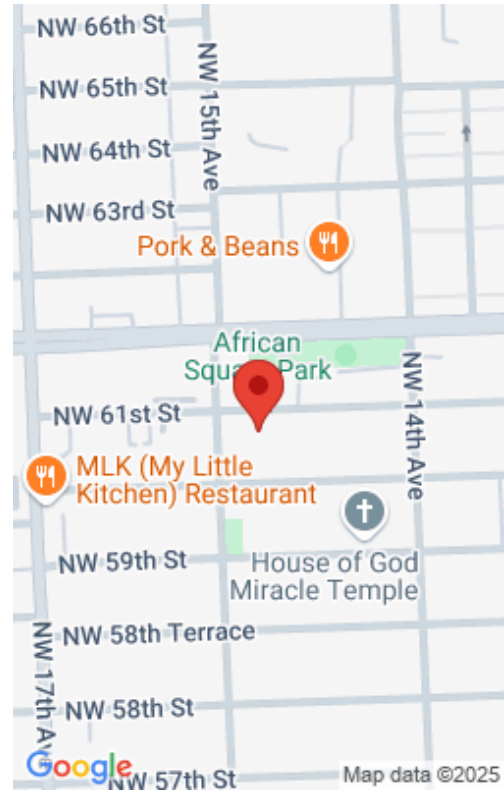 NW 66th St
NW 65th St
NW 15th Ave
NW 64th St
NW 63rd St
Pork & Beans
African
Square Park
NW 61st St
NW 14th Ave
MLK (My Little
Kitchen) Restaurant
NW 59th St
House of God
Miracle Temple
NW 58th Terrace
NW 17th Ave
NW 58th St
Google
NW 57th St
Map data ©2025